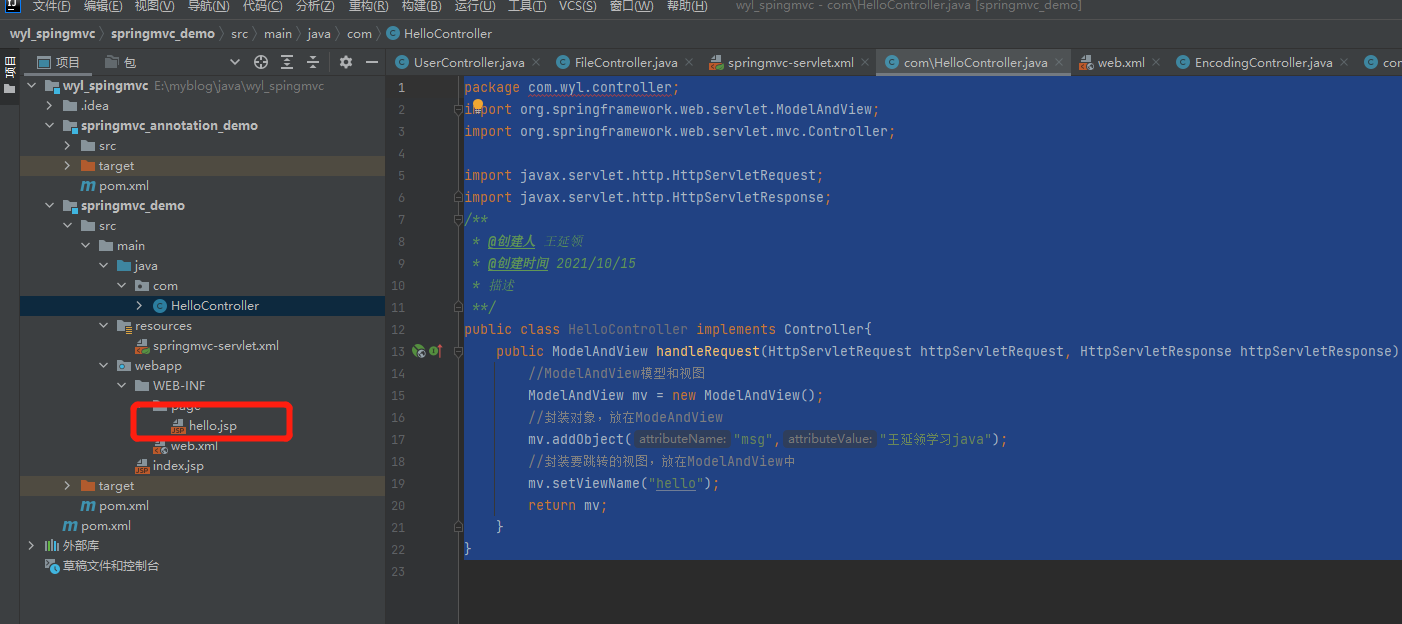 文件(F) 编辑(E) 视图(V) 导航(N) 代码(C) 分析(Z) 重构(R) 构建(B) 运行(U) 工具(T) VCS(S) 窗口(W) 帮助(H) wyl_spingmvc - com\HelloController.java [springmvc_demo]
wyl_spingmvc springmvc_demo src main java com HelloController
项目
项目 包
UserController.java FileController.java springmvc-servlet.xml com\HelloController.java web.xml EncodingController.java cor
wyl_spingmvc E:\myblog\java\wyl_spingmvc
.idea
springmvc_annotation_demo
src
target
pom.xml
springmvc_demo
src
main
java
com
HelloController
resources
springmvc-servlet.xml
webapp
WEB-INF
page
hello.jsp
web.xml
index.jsp
target
pom.xml
pom.xml
外部库
草稿文件和控制台
1 package com.wyl.controller;
2 import org.springframework.web.servlet.ModelAndView;
3 import org.springframework.web.servlet.mvc.Controller;
4
5 import javax.servlet.http.HttpServletRequest;
6 import javax.servlet.http.HttpServletResponse;
7 /**
8 * @创建人 王延领
9 * @创建时间 2021/10/15
10 * 描述
11 **/
12 public class HelloController implements Controller{
13 public ModelAndView handleRequest(HttpServletRequest httpServletRequest, HttpServletResponse httpServletResponse)
14 //ModelAndView模型和视图
15 ModelAndView mv = new ModelAndView();
16 //封装对象，放在ModeAndView
17 mv.addObject( attributeName: "msg", attributeValue: "王延领学习java");
18 //封装要跳转的视图，放在ModelAndView中
19 mv.setViewName("hello");
20 return mv;
21 }
22 }
23